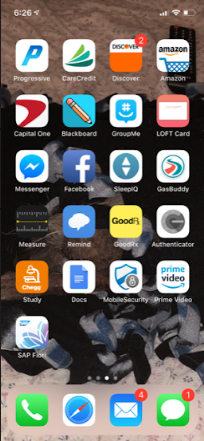 6:26
2
DISCOVER
amazon
Progressive CareCredit Discover Amazon
Capital One Blackboard GroupMe LOFT Card
Messenger Facebook SleepIQ GasBuddy
GoodRx
Measure Remind GoodRx Authenticator
Chegg
prime
video
Study Docs MobileSecurity Prime Video
SAP Fiori
4 1